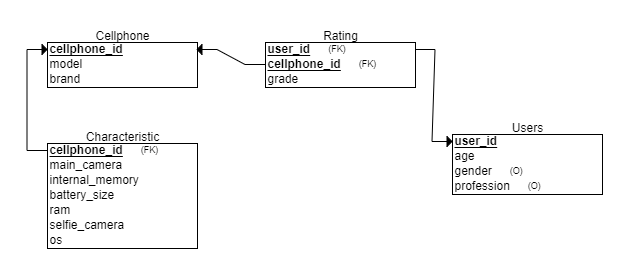 Cellphone
cellphone_id
model
brand
Rating
user_id (FK)
cellphone_id (FK)
grade
Characteristic
cellphone_id (FK)
main_camera
internal_memory
battery_size
ram
selfie_camera
os
Users
user_id
age
gender (O)
profession (O)